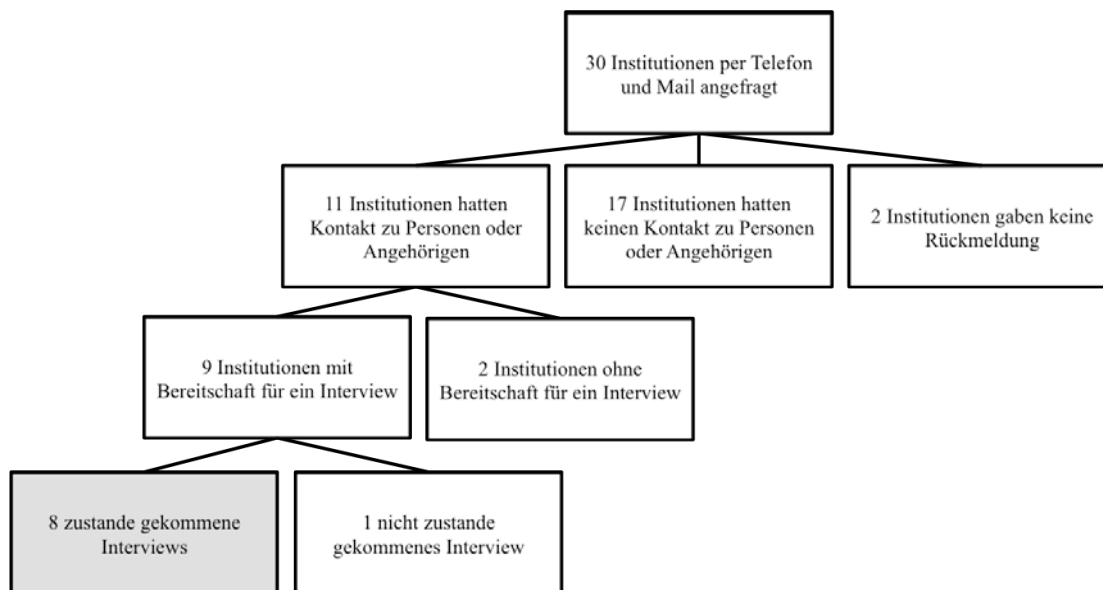 30 Institutionen per Telefon
und Mail angefragt
11 Institutionen hatten
Kontakt zu Personen oder
Angehörigen
17 Institutionen hatten
keinen Kontakt zu Personen
oder Angehörigen
2 Institutionen gaben keine
Rückmeldung
9 Institutionen mit
Bereitschaft für ein Interview
2 Institutionen ohne
Bereitschaft für ein Interview
8 zustande gekommene
Interviews
1 nicht zustande
gekommenes Interview